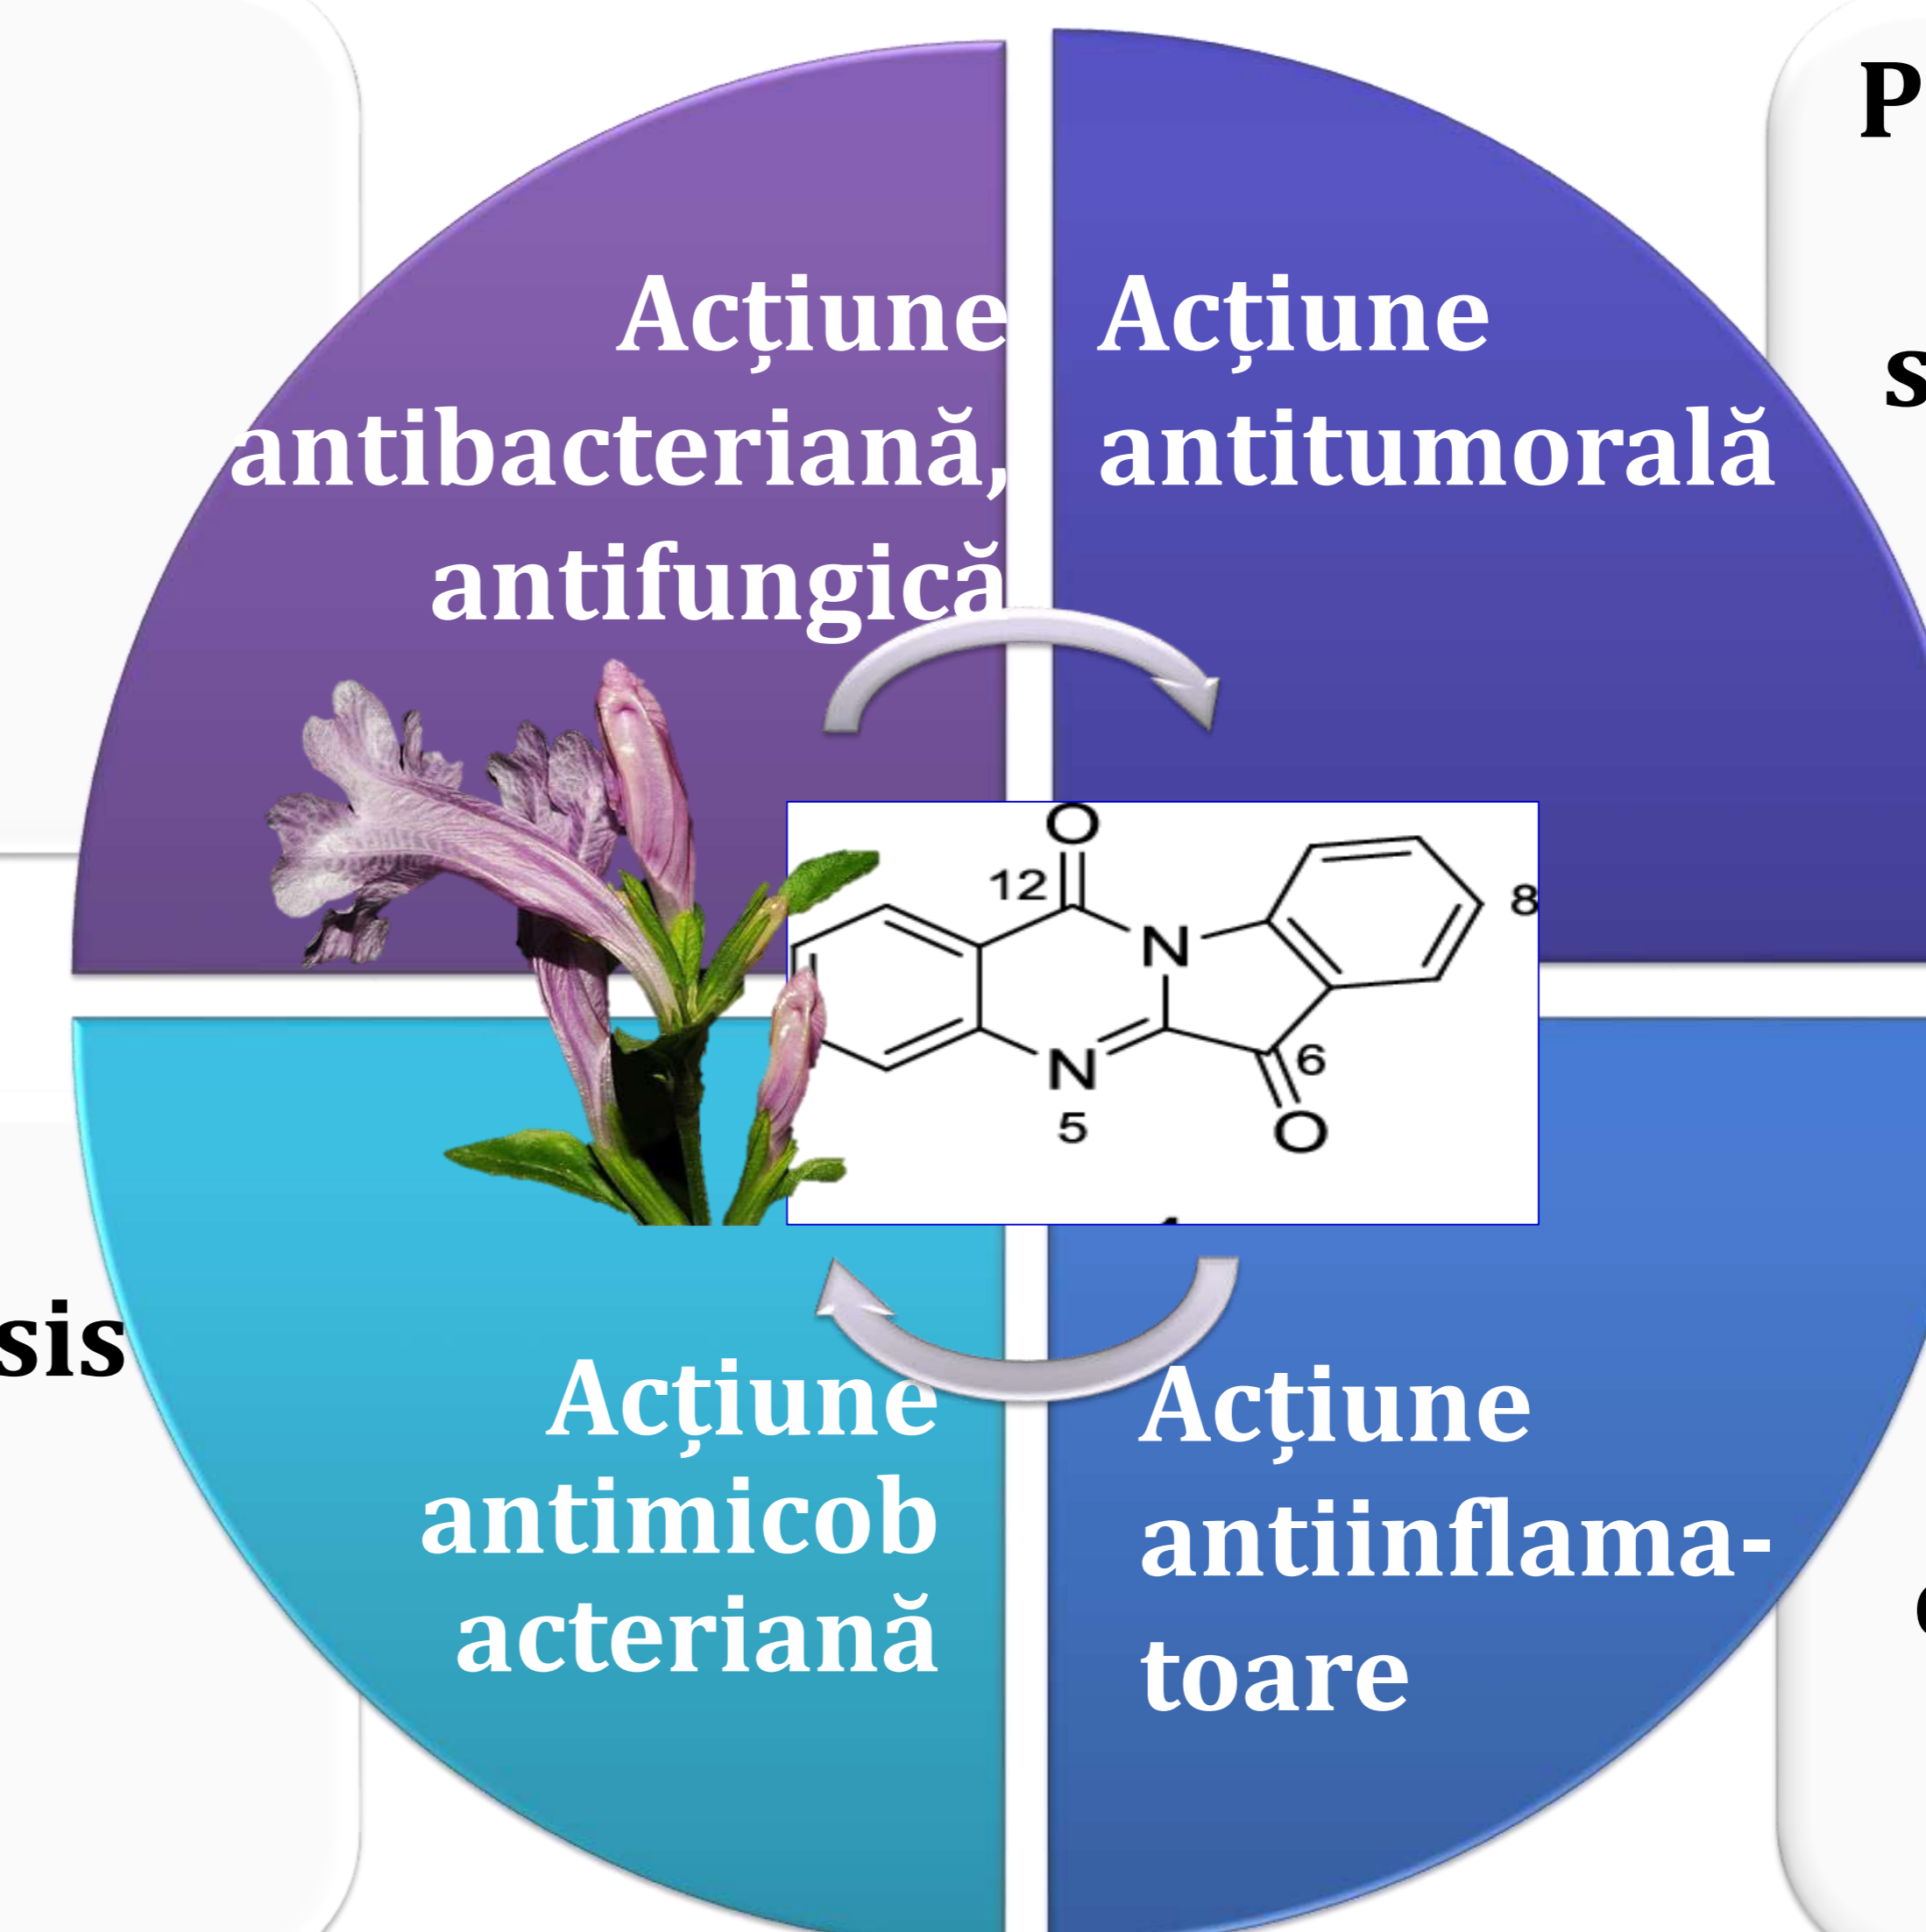 Acțiune
antibacteriană,
antifungică
Acțiune
antitumorală
P
s
O
12
N
8
N
5
6
O
sis
Acțiune
antimicob
acteriană
Acțiune
antiinflama-
toare